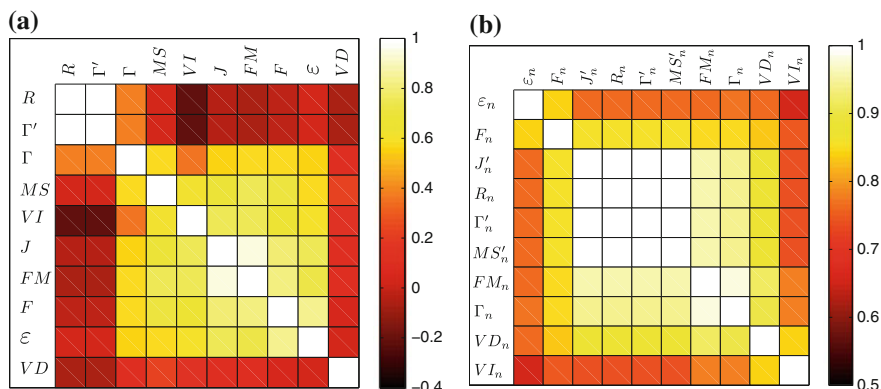 (a)
R Γ′ Γ MS VI J FM F ε VD
R
Γ′
Γ
MS
VI
J
FM
F
ε
VD
1
0.8
0.6
0.4
0.2
0
−0.2
−0.4
(b)
εₙ Fₙ J′ₙ Rₙ Γ′ₙ MS′ₙ FMₙ Γₙ VDₙ VIₙ
εₙ
Fₙ
J′ₙ
Rₙ
Γ′ₙ
MS′ₙ
FMₙ
Γₙ
VDₙ
VIₙ
1
0.9
0.8
0.7
0.6
0.5